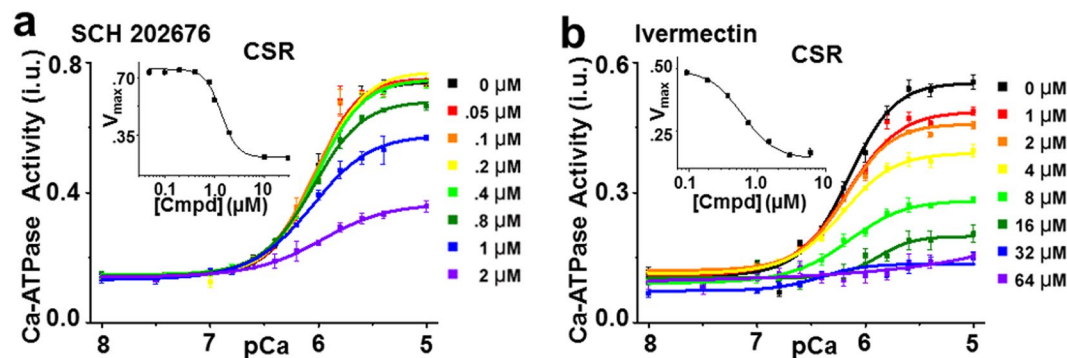 a
SCH 202676
CSR
Ca-ATPase Activity (i.u.)
0.8
0.4
0.0
8 7 6 5
pCa
Vmax
.70
.35
0.1 1.0 10
[Cmpd] (µM)
0 µM
.05 µM
.1 µM
.2 µM
.4 µM
.8 µM
1 µM
2 µM
b
Ivermectin
CSR
Ca-ATPase Activity (i.u.)
0.6
0.3
0.0
8 7 6 5
pCa
Vmax
.50
.25
0.1 1.0 10
[Cmpd] (µM)
0 µM
1 µM
2 µM
4 µM
8 µM
16 µM
32 µM
64 µM